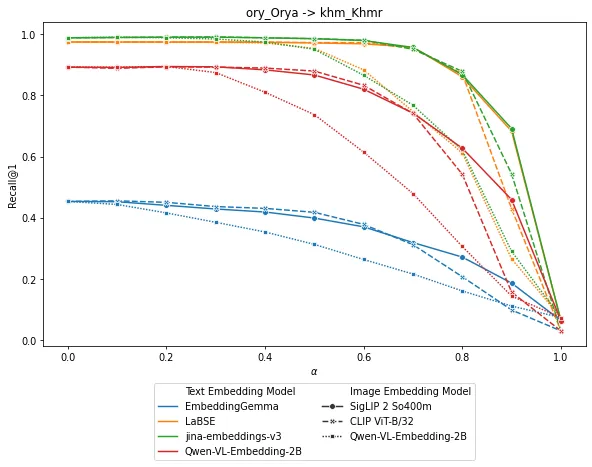 ory_Orya -> khm_Khmr
1.0
0.8
0.6
0.4
0.2
0.0
Recall@1
0.0 0.2 0.4 0.6 0.8 1.0
α
Text Embedding Model
EmbeddingGemma
LaBSE
jina-embeddings-v3
Qwen-VL-Embedding-2B
Image Embedding Model
SigLIP 2 So400m
CLIP ViT-B/32
Qwen-VL-Embedding-2B